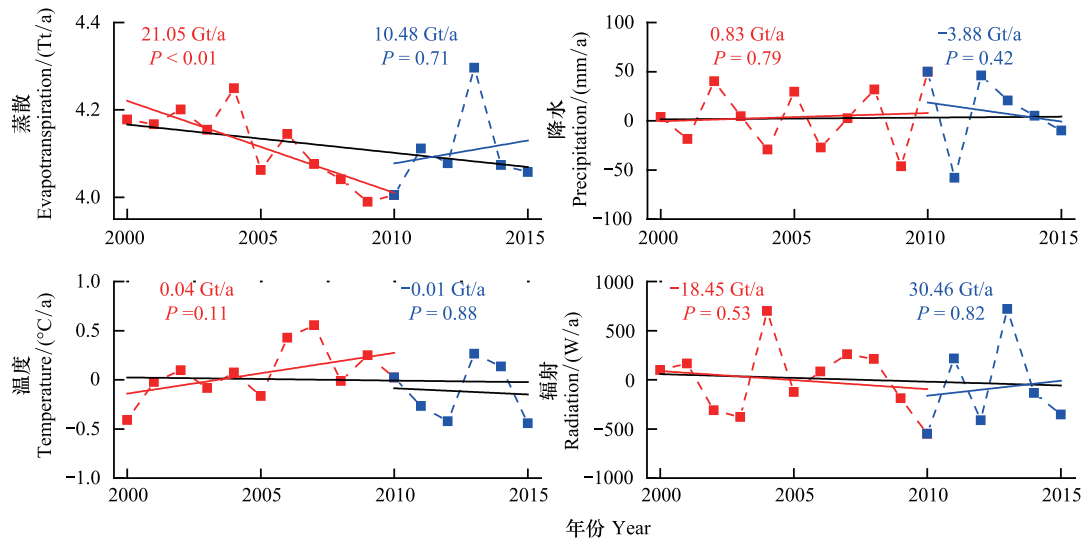 蒸散
Evapotranspiration/(Tt/a)
4.4
4.2
4.0
21.05 Gt/a
P < 0.01
10.48 Gt/a
P = 0.71
2000
2005
2010
2015
降水
Precipitation/(mm/a)
100
50
0
−50
−100
0.83 Gt/a
P = 0.79
−3.88 Gt/a
P = 0.42
2000
2005
2010
2015
温度
Temperature/(°C/a)
1.0
0.5
0
−0.5
−1.0
0.04 Gt/a
P =0.11
−0.01 Gt/a
P = 0.88
2000
2005
2010
2015
辐射
Radiation/(W/a)
1000
500
0
−500
−1000
−18.45 Gt/a
P = 0.53
30.46 Gt/a
P = 0.82
2000
2005
2010
2015
年份 Year